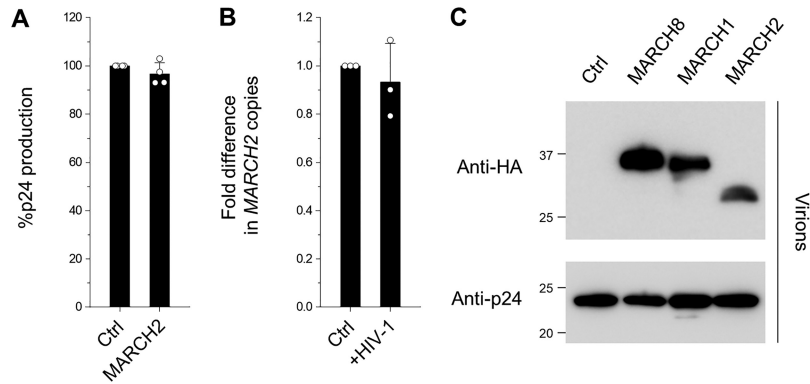 A
%p24 production
120
100
80
60
40
20
0
Ctrl
MARCH2
B
Fold difference
in MARCH2 copies
1.2
1.0
0.8
0.6
0.4
0.2
0.0
Ctrl
+HIV-1
C
Ctrl
MARCH8
MARCH1
MARCH2
Anti-HA
37
25
Anti-p24
25
20
Virions